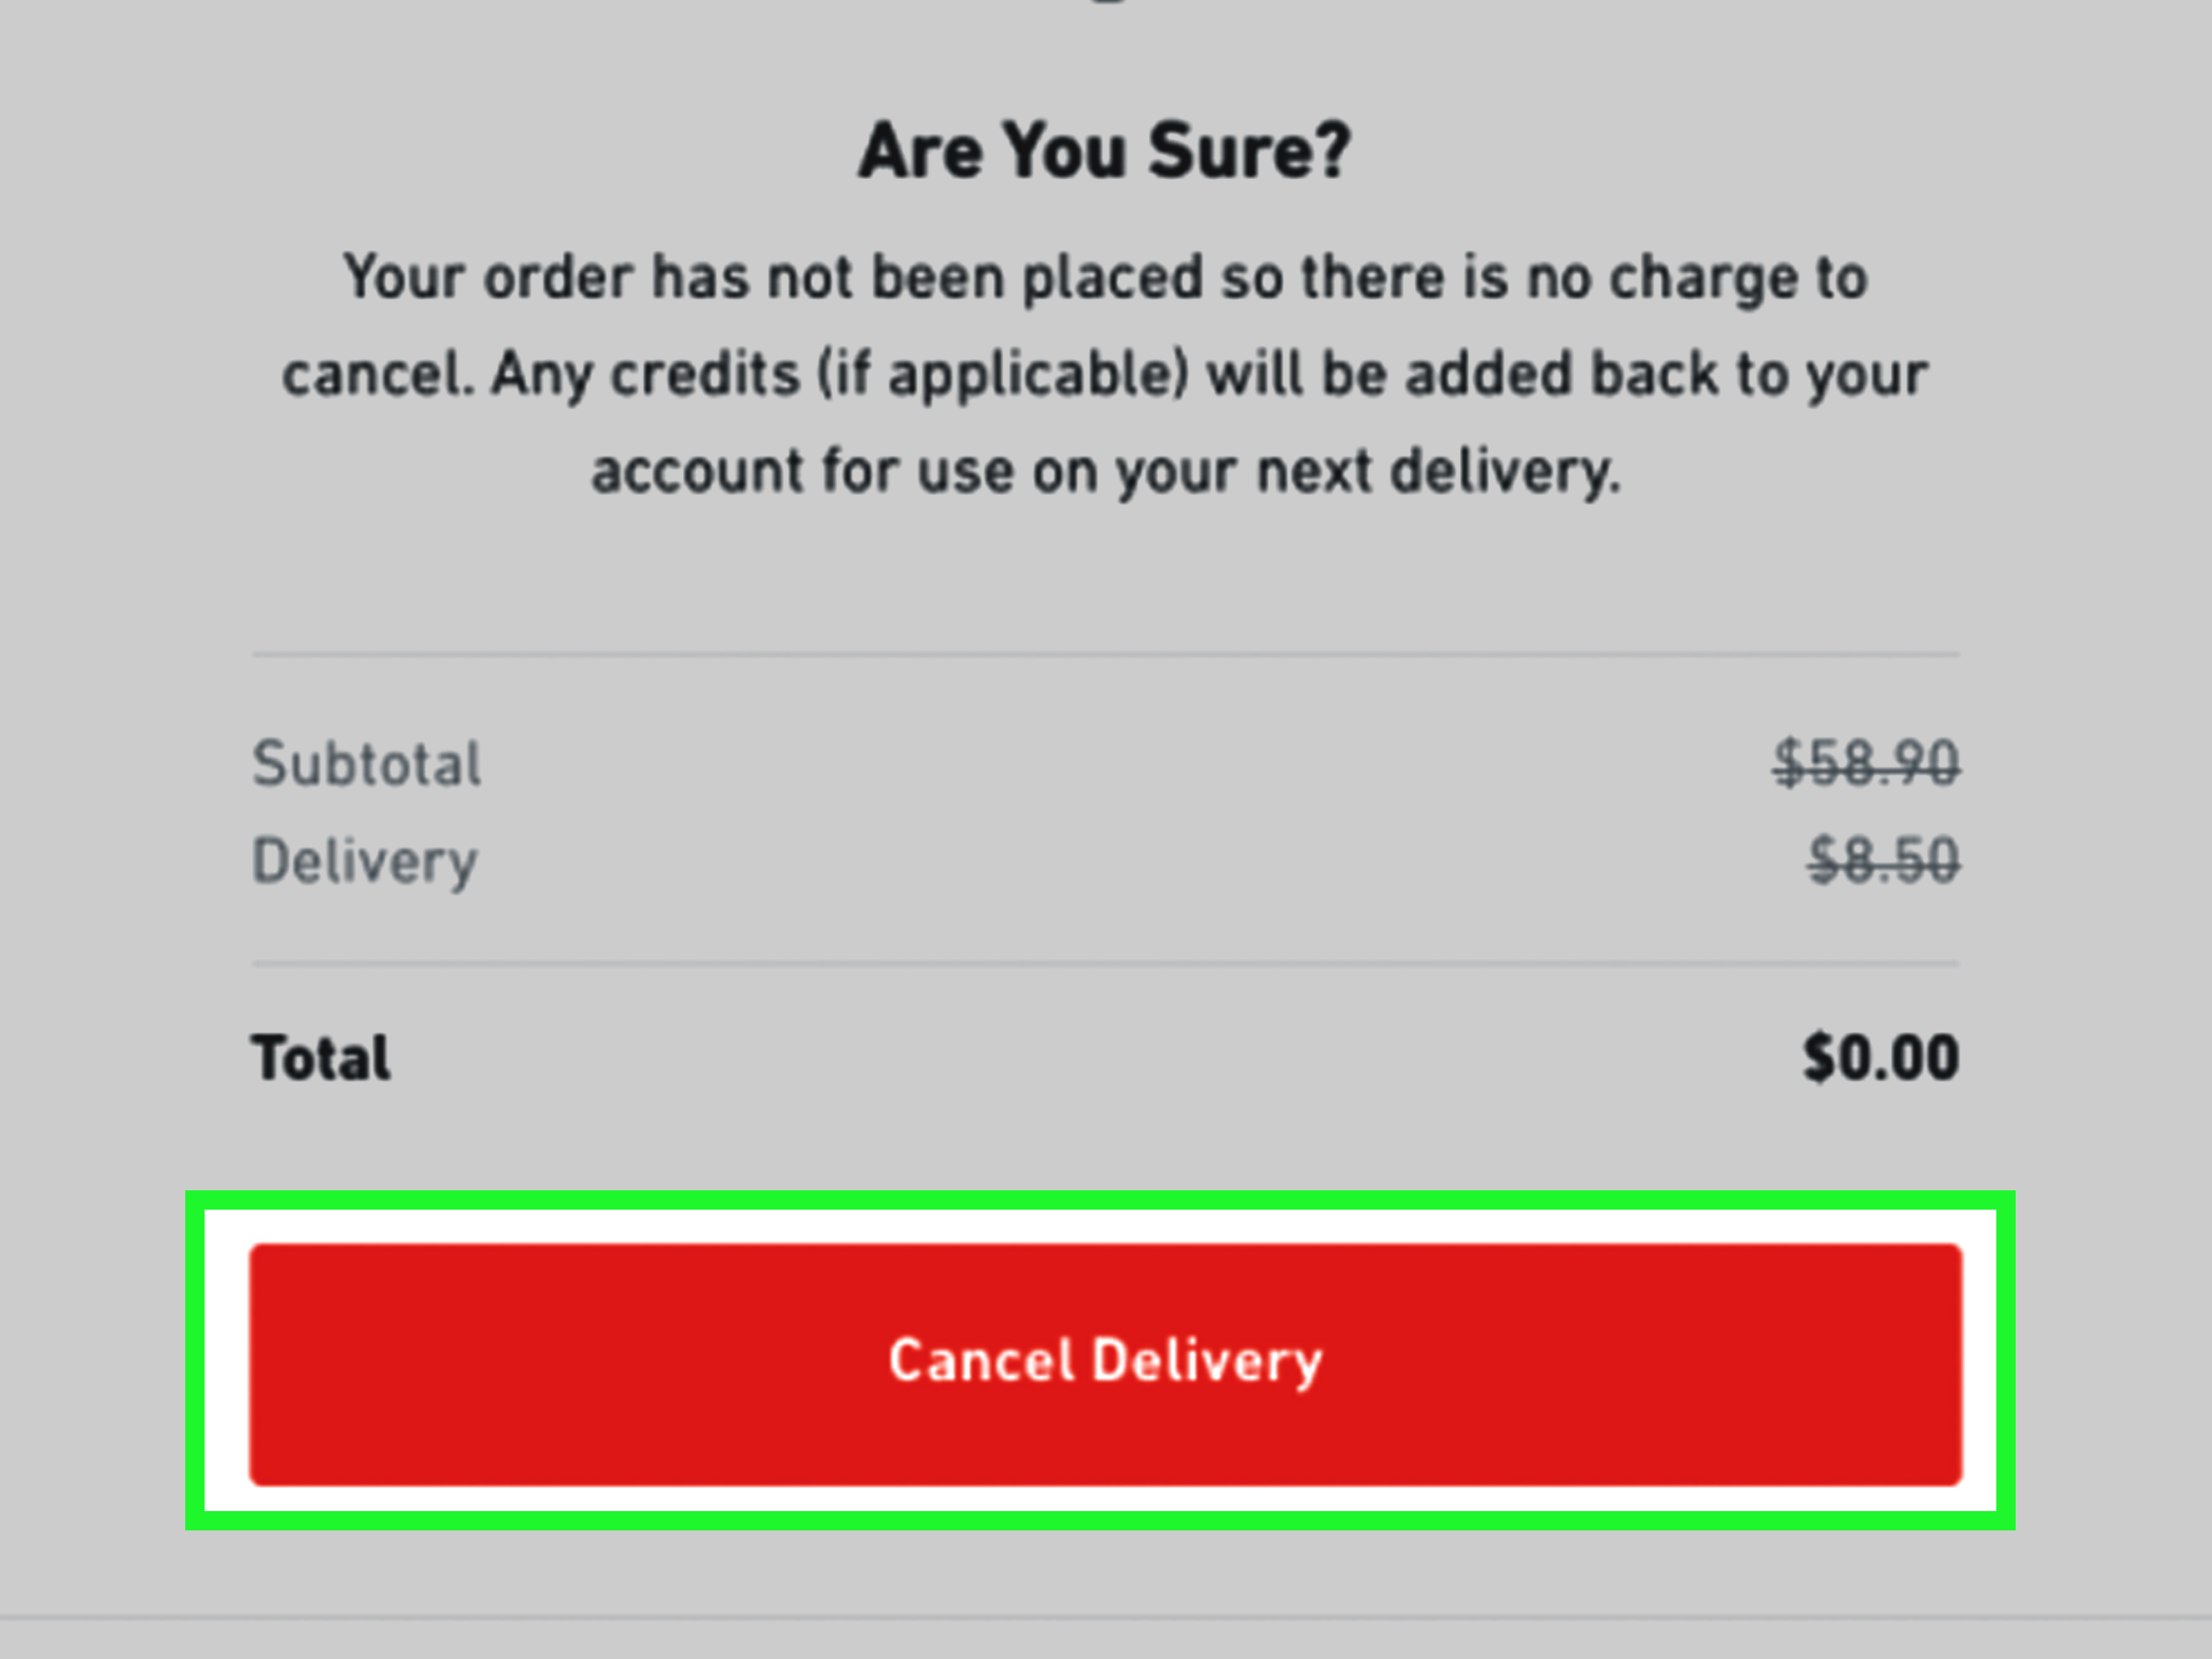 Are You Sure?
Your order has not been placed so there is no charge to
cancel. Any credits (if applicable) will be added back to your
account for use on your next delivery.
Subtotal $58.90
Delivery $8.50
Total $0.00
Cancel Delivery